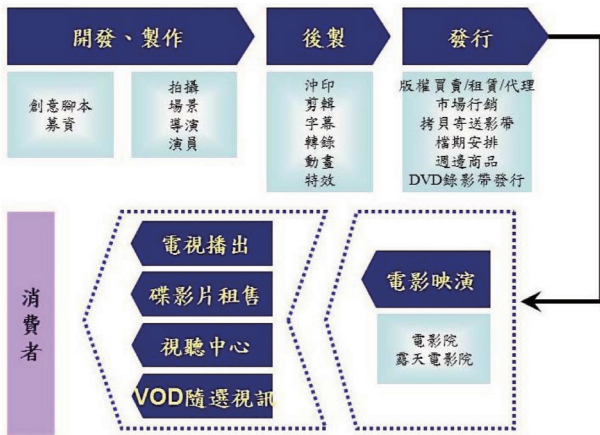 開發、製作
創意腳本
募資
拍攝
場景
導演
演員
後製
沖印
剪輯
字幕
轉錄
動畫
特效
發行
版權買賣/租賃/代理
市場行銷
拷貝寄送影帶
檔期安排
週邊商品
DVD錄影帶發行
電影映演
電影院
露天電影院
電視播出
碟影片租售
視聽中心
VOD隨選視訊
消費者